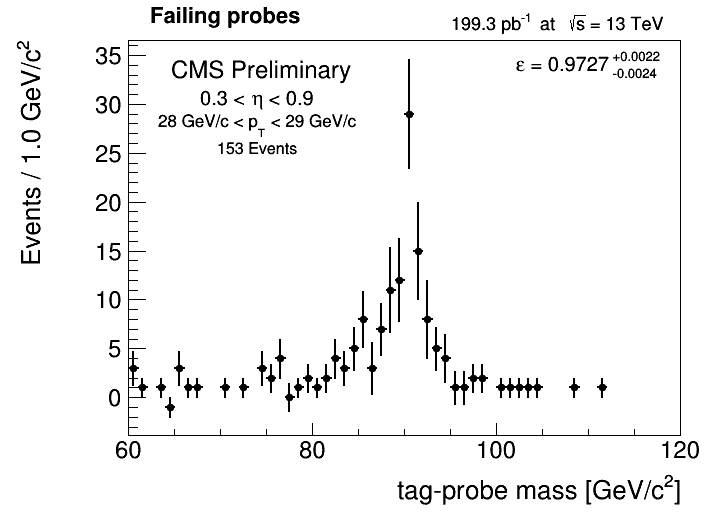 Failing probes
199.3 pb⁻¹ at √s = 13 TeV
CMS Preliminary
0.3 < η < 0.9
28 GeV/c < p_T < 29 GeV/c
153 Events
ε = 0.9727 +0.0022 -0.0024
Events / 1.0 GeV/c²
35
30
25
20
15
10
5
0
60 80 100 120
tag-probe mass [GeV/c²]